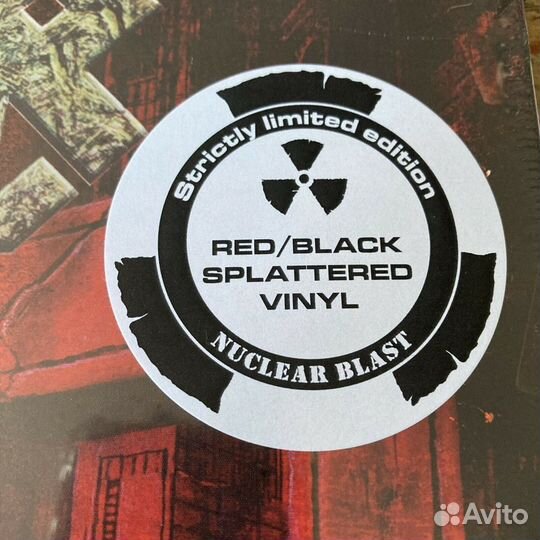 Strictly limited edition
RED/BLACK
SPLATTERED
VINYL
NUCLEAR BLAST
Avito